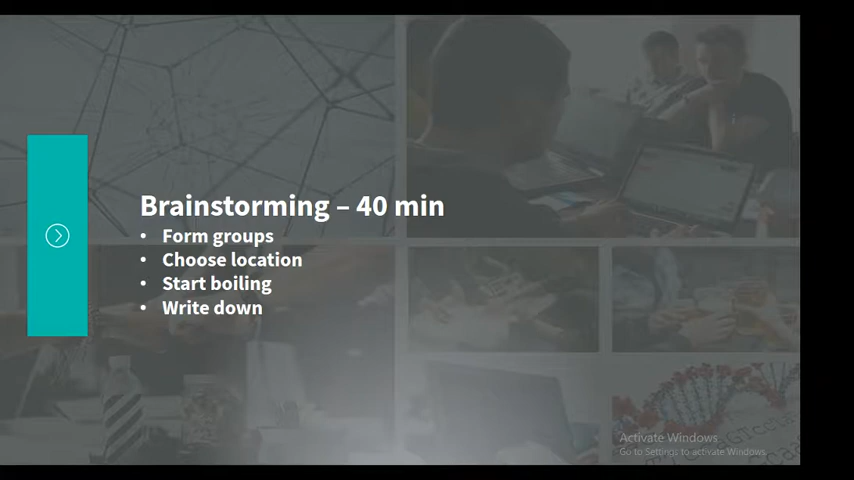 Brainstorming – 40 min
• Form groups
• Choose location
• Start boiling
• Write down
Activate Windows
Go to Settings to activate Windows.